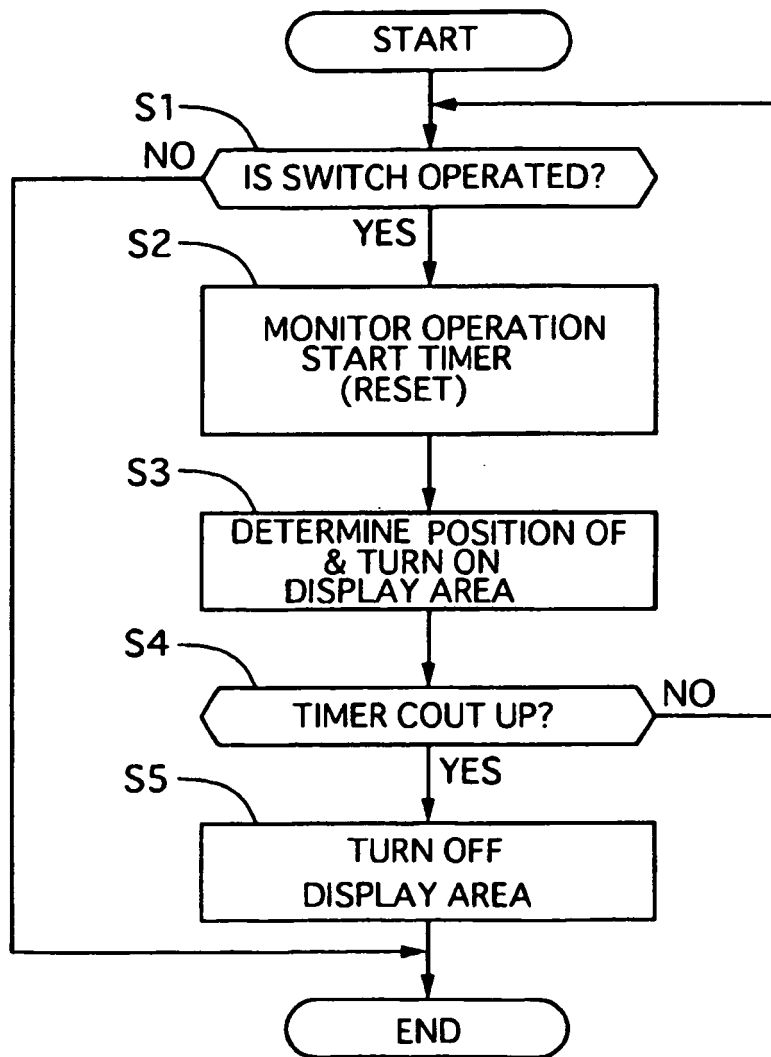 START
S1
NO
IS SWITCH OPERATED?
YES
S2
MONITOR OPERATION
START TIMER
(RESET)
S3
DETERMINE POSITION OF
& TURN ON
DISPLAY AREA
S4
TIMER COUT UP?
NO
YES
S5
TURN OFF
DISPLAY AREA
END